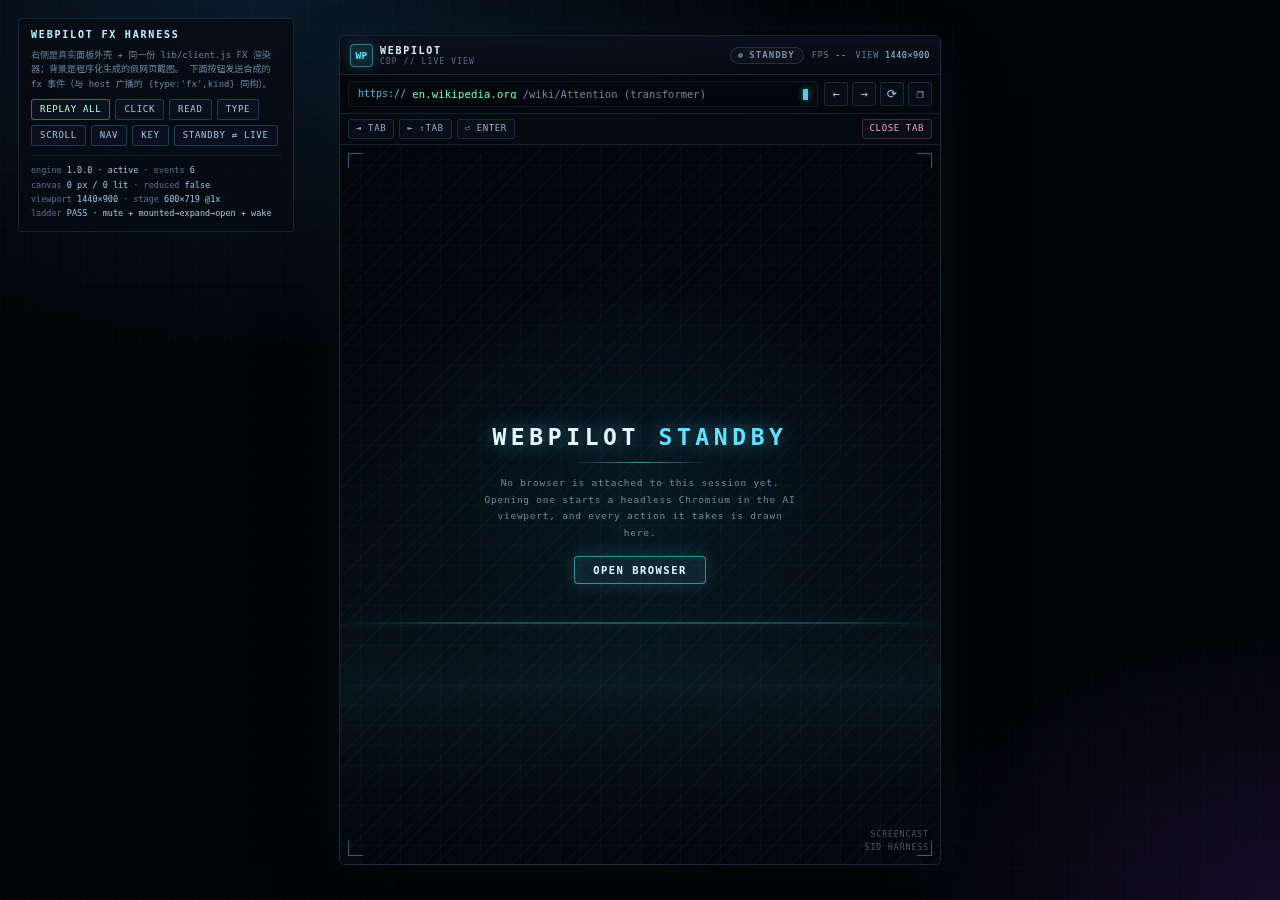 WEBPILOT FX HARNESS
右侧是真实面板外壳 + 同一份 lib/client.js FX 渲染
器；背景是程序化生成的假网页截图。 下面按钮发送合成的
fx 事件（与 host 广播的 {type:'fx',kind} 同构）。
REPLAY ALL CLICK READ TYPE
SCROLL NAV KEY STANDBY ⇄ LIVE
engine 1.0.0 · active · events 6
canvas 0 px / 0 lit · reduced false
viewport 1440×900 · stage 600×719 @1x
ladder PASS · mute + mounted→expand→open + wake
WP WEBPILOT
CDP // LIVE VIEW
STANDBY FPS -- VIEW 1440×900
https:// en.wikipedia.org /wiki/Attention (transformer)
← → ⟳ ❐
⇥ TAB ⇤ ⇧TAB ⏎ ENTER CLOSE TAB
WEBPILOT STANDBY
No browser is attached to this session yet.
Opening one starts a headless Chromium in the AI
viewport, and every action it takes is drawn
here.
OPEN BROWSER
SCREENCAST
SID HARNESS